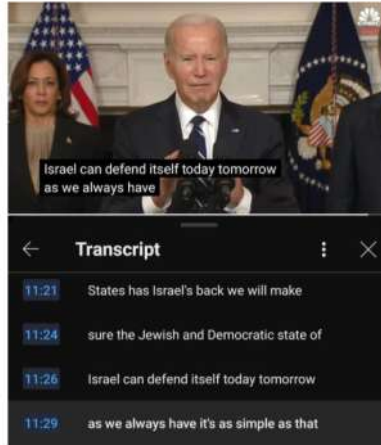 Israel can defend itself today tomorrow
as we always have
Transcript
11:21 States has Israel's back we will make
11:24 sure the Jewish and Democratic state of
11:26 Israel can defend itself today tomorrow
11:29 as we always have it's as simple as that